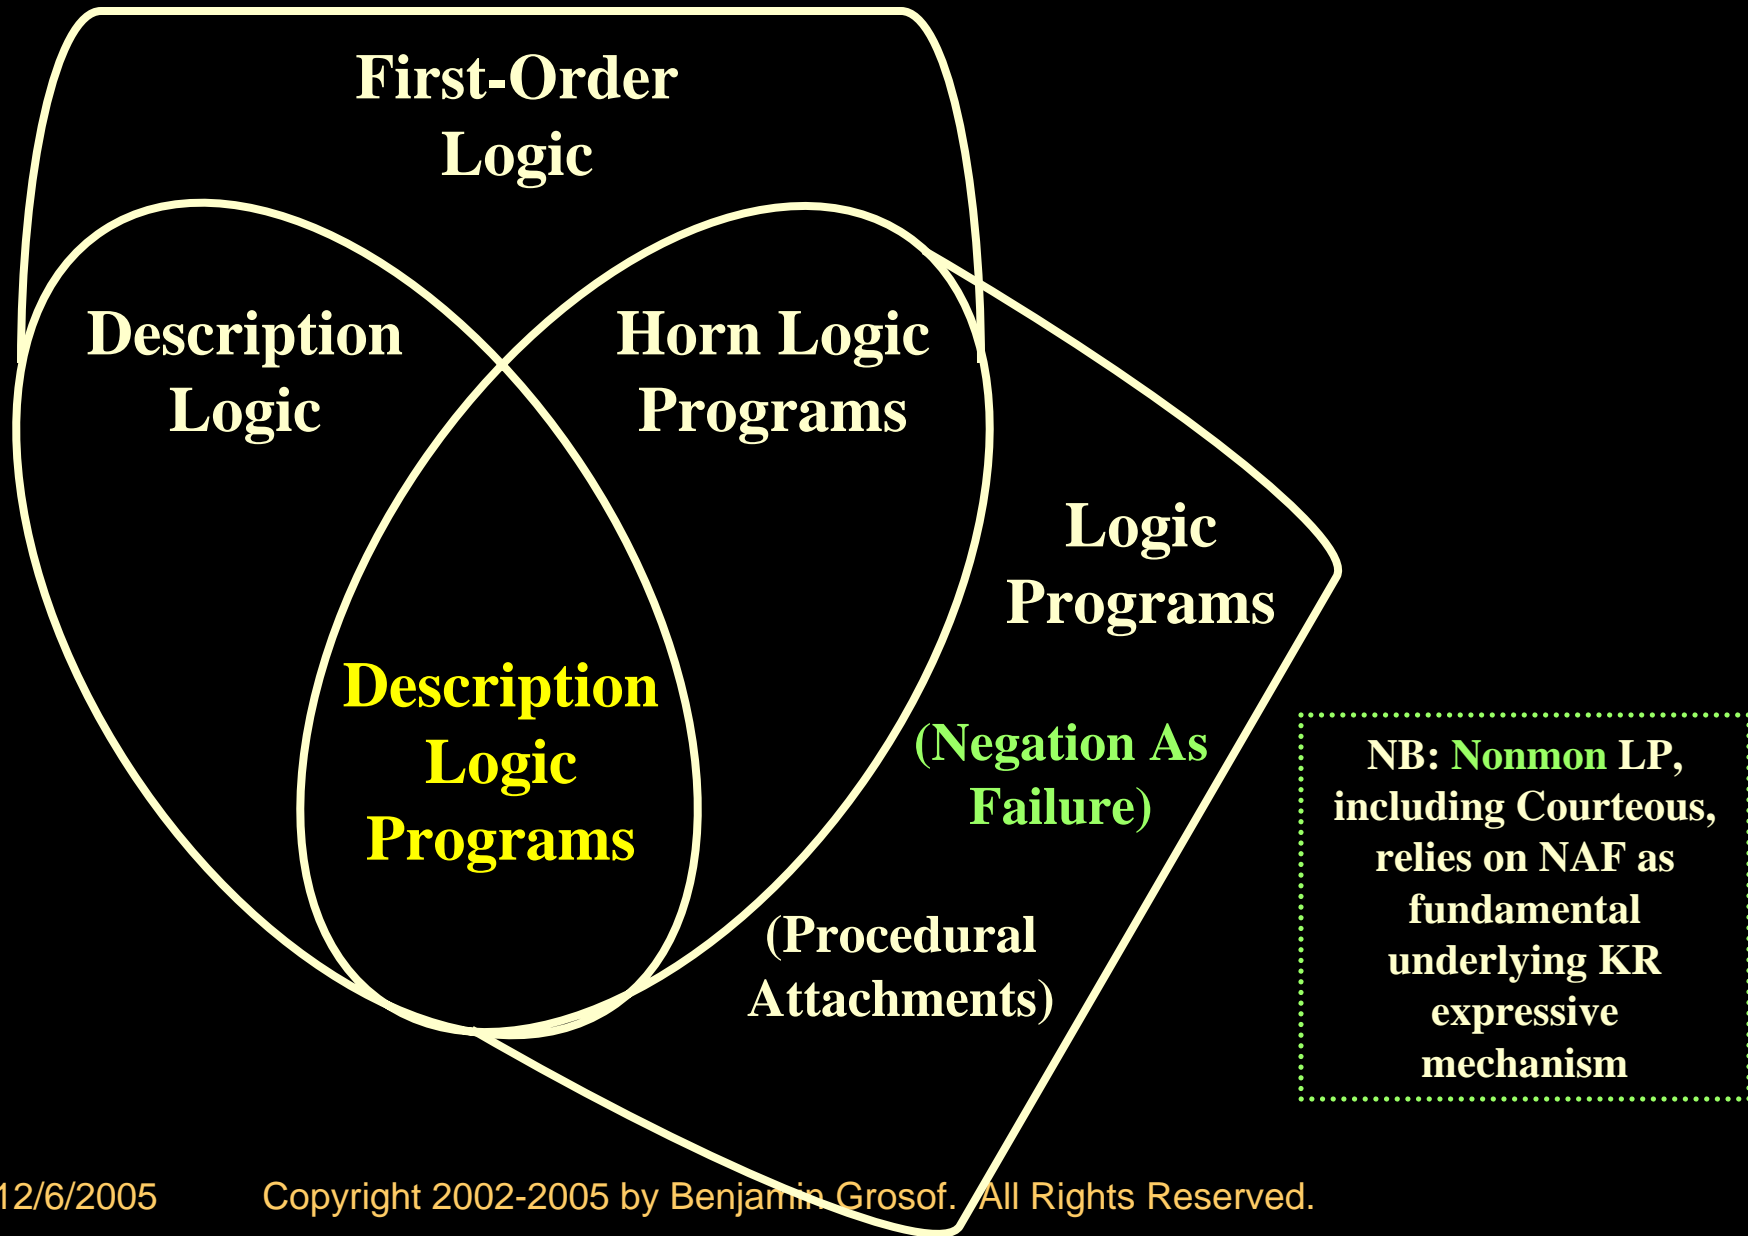 First-Order
Logic
Description
Logic
Horn Logic
Programs
Logic
Programs
Description
Logic
Programs
(Negation As
Failure)
(Procedural
Attachments)
NB: Nonmon LP,
including Courteous,
relies on NAF as
fundamental
underlying KR
expressive
mechanism
12/6/2005
Copyright 2002-2005 by Benjamin Grosof. All Rights Reserved.